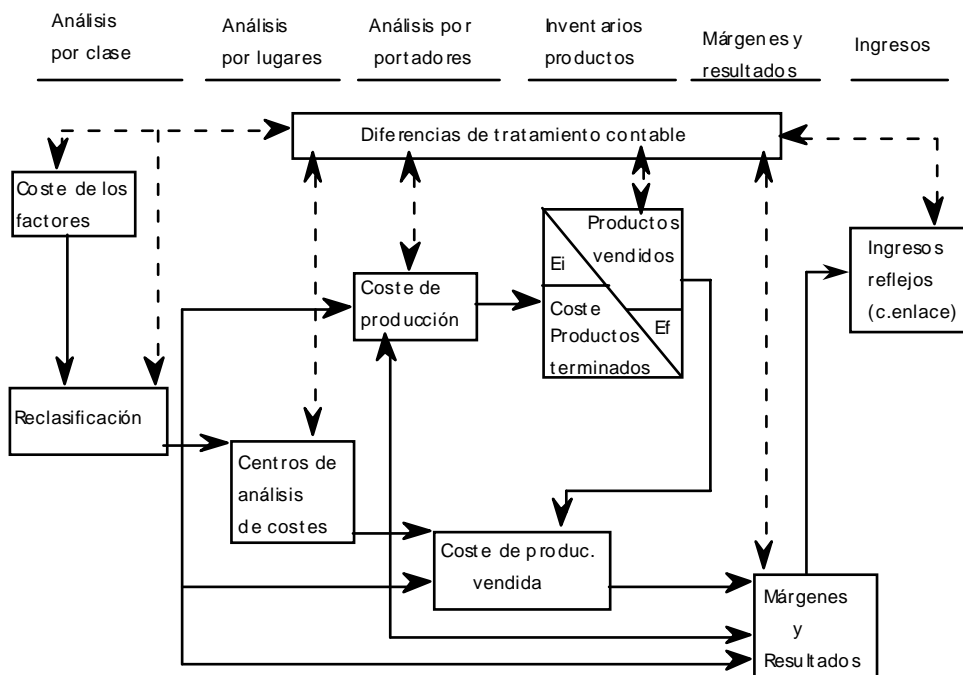 Análisis
por clase
Análisis
por lugares
Análisis por
portadores
Inventarios
productos
Márgenes y
resultados
Ingresos
Diferencias de tratamiento contable
Coste de los
factores
Productos
vendidos
Ei
Coste
Productos
terminados
Ef
Ingresos
reflejos
(c.enlace)
Coste de
producción
Reclasificación
Centros de
análisis
de costes
Coste de produc.
vendida
Márgenes
y
Resultados